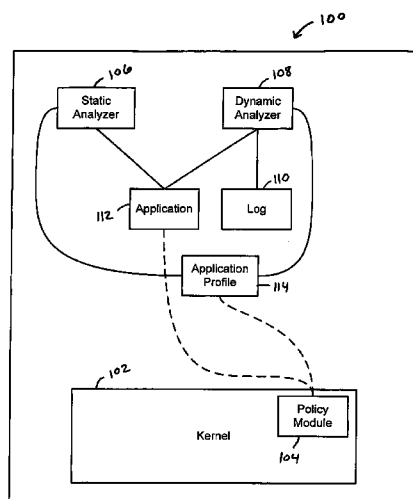 100
106
Static
Analyzer
108
Dynamic
Analyzer
112
Application
110
Log
Application
Profile
114
102
Kernel
Policy
Module
104